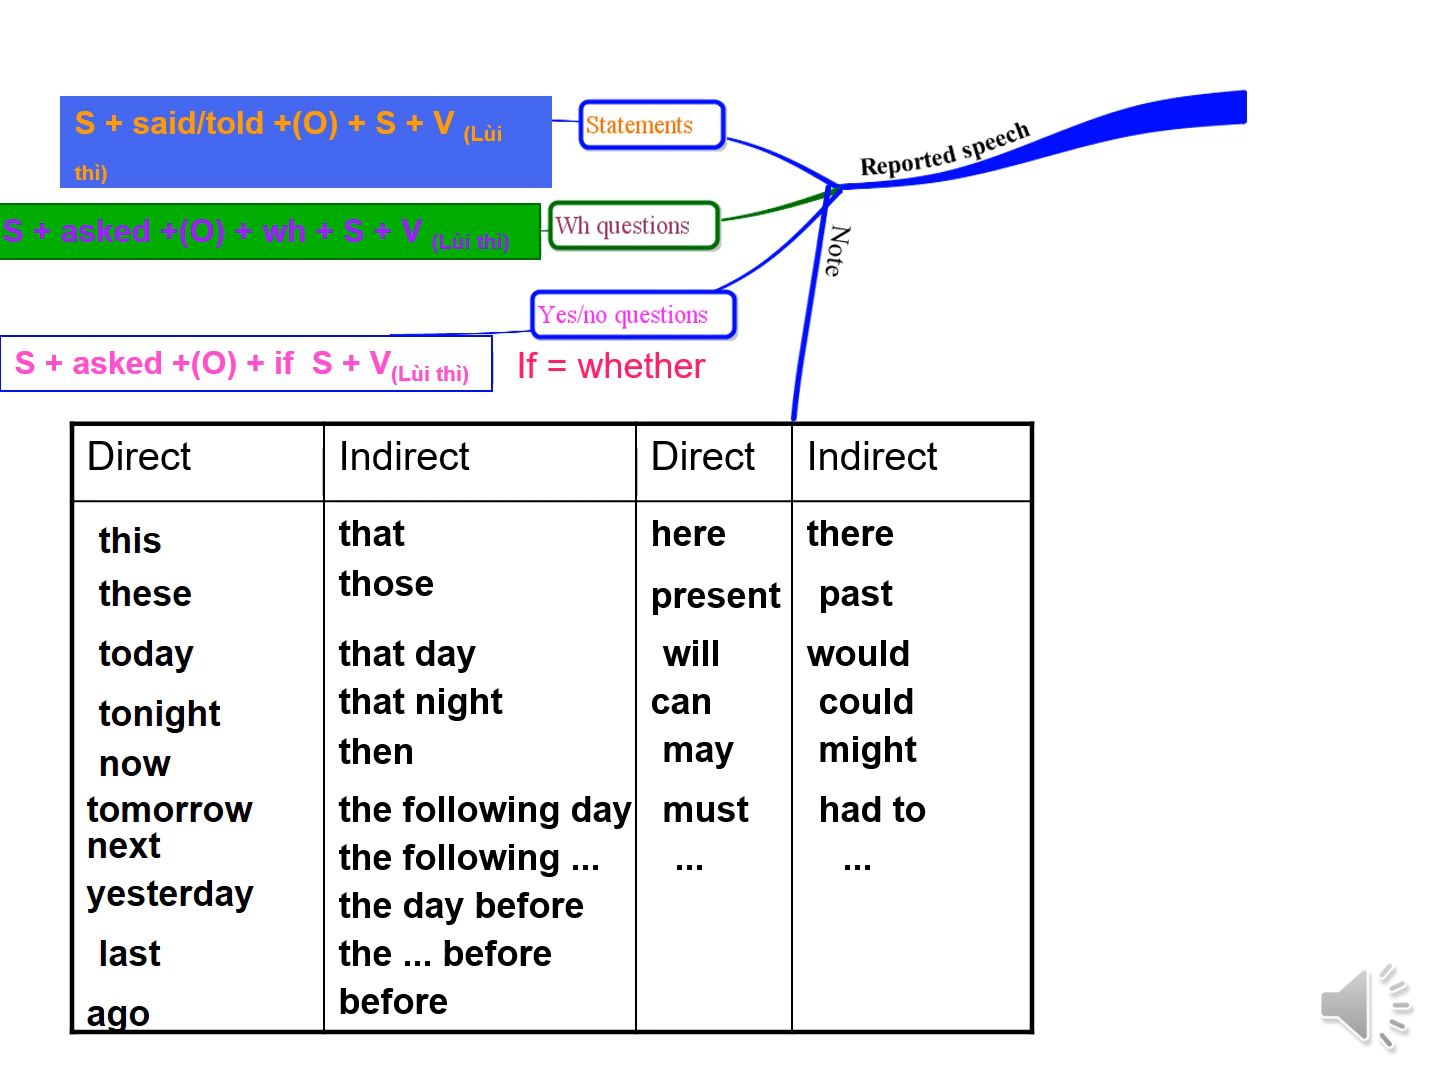 S + said/told +(O) + S + V (Lùi
thì)
Statements
Reported speech
S + asked +(O) + wh + S + V (Lùi thì)
Wh questions
Note
Yes/no questions
S + asked +(O) + if  S + V(Lùi thì)
If = whether
Direct Indirect Direct Indirect
this that here there
these those present past
today that day will would
tonight that night can could
now then may might
tomorrow the following day must had to
next the following ... ... ...
yesterday the day before
last the ... before
ago before